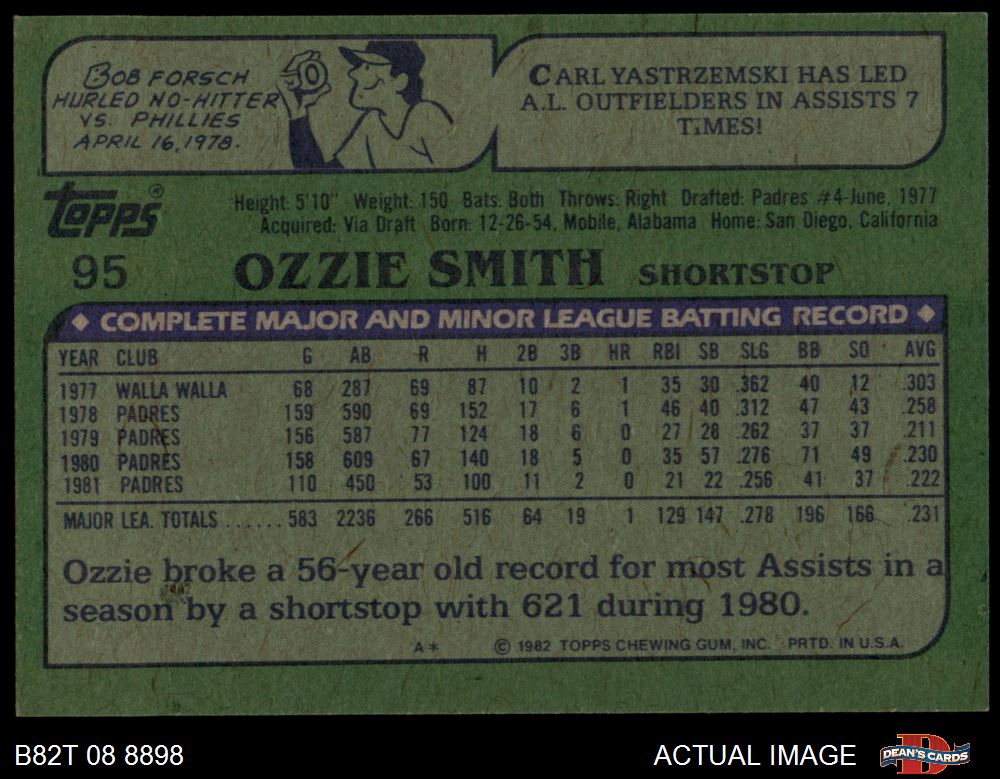 BOB FORSCH
HURLED NO-HITTER
VS. PHILLIES
APRIL 16, 1978.
CARL YASTRZEMSKI HAS LED
A.L. OUTFIELDERS IN ASSISTS 7
TIMES!
TOPPS®
Height: 5'10" Weight: 150 Bats: Both Throws: Right Drafted: Padres #4-June, 1977
Acquired: Via Draft Born: 12-26-54, Mobile, Alabama Home: San Diego, California
95 OZZIE SMITH SHORTSTOP
◆ COMPLETE MAJOR AND MINOR LEAGUE BATTING RECORD ◆
YEAR CLUB G AB R H 2B 3B HR RBI SB SLG BB SO AVG
1977 WALLA WALLA 68 287 69 87 10 2 1 35 30 .362 40 12 .303
1978 PADRES 159 590 69 152 17 6 1 46 40 .312 47 43 .258
1979 PADRES 156 587 77 124 18 6 0 27 28 .262 37 37 .211
1980 PADRES 158 609 67 140 18 5 0 35 57 .276 71 49 .230
1981 PADRES 110 450 53 100 11 2 0 21 22 .256 41 37 .222
MAJOR LEA. TOTALS ...... 583 2236 266 516 64 19 1 129 147 .278 196 166 .231
Ozzie broke a 56-year old record for most Assists in a
season by a shortstop with 621 during 1980.
A* © 1982 TOPPS CHEWING GUM, INC. PRTD. IN U.S.A.
B82T 08 8898 ACTUAL IMAGE DEAN'S CARDS